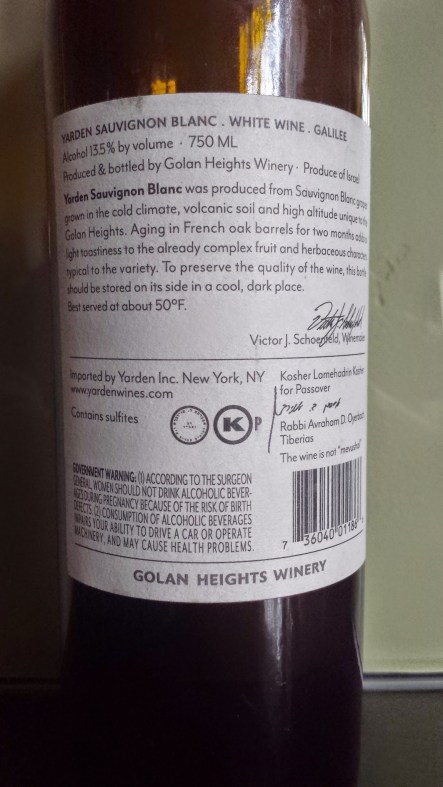 YARDEN SAUVIGNON BLANC . WHITE WINE . GALILEE
Alcohol 13.5% by volume · 750 ML
Produced & bottled by Golan Heights Winery · Produce of Israel
Yarden Sauvignon Blanc was produced from Sauvignon Blanc grapes
grown in the cold climate, volcanic soil and high altitude unique to the
Golan Heights. Aging in French oak barrels for two months adds a
light toastiness to the already complex fruit and herbaceous characters
typical to the variety. To preserve the quality of the wine, this bottle
should be stored on its side in a cool, dark place.
Best served at about 50°F.
Victor J. Schoenfeld, Winemaker
Imported by Yarden Inc. New York, NY
www.yardenwines.com
Contains sulfites
K P
Kosher Lamehadrin Kosher
for Passover
Rabbi Avraham D. Oyerbach
Tiberias
The wine is not "mevushal"
GOVERNMENT WARNING: (1) ACCORDING TO THE SURGEON
GENERAL, WOMEN SHOULD NOT DRINK ALCOHOLIC BEVER-
AGES DURING PREGNANCY BECAUSE OF THE RISK OF BIRTH
DEFECTS. (2) CONSUMPTION OF ALCOHOLIC BEVERAGES
IMPAIRS YOUR ABILITY TO DRIVE A CAR OR OPERATE
MACHINERY, AND MAY CAUSE HEALTH PROBLEMS.
7 36040 01186
GOLAN HEIGHTS WINERY